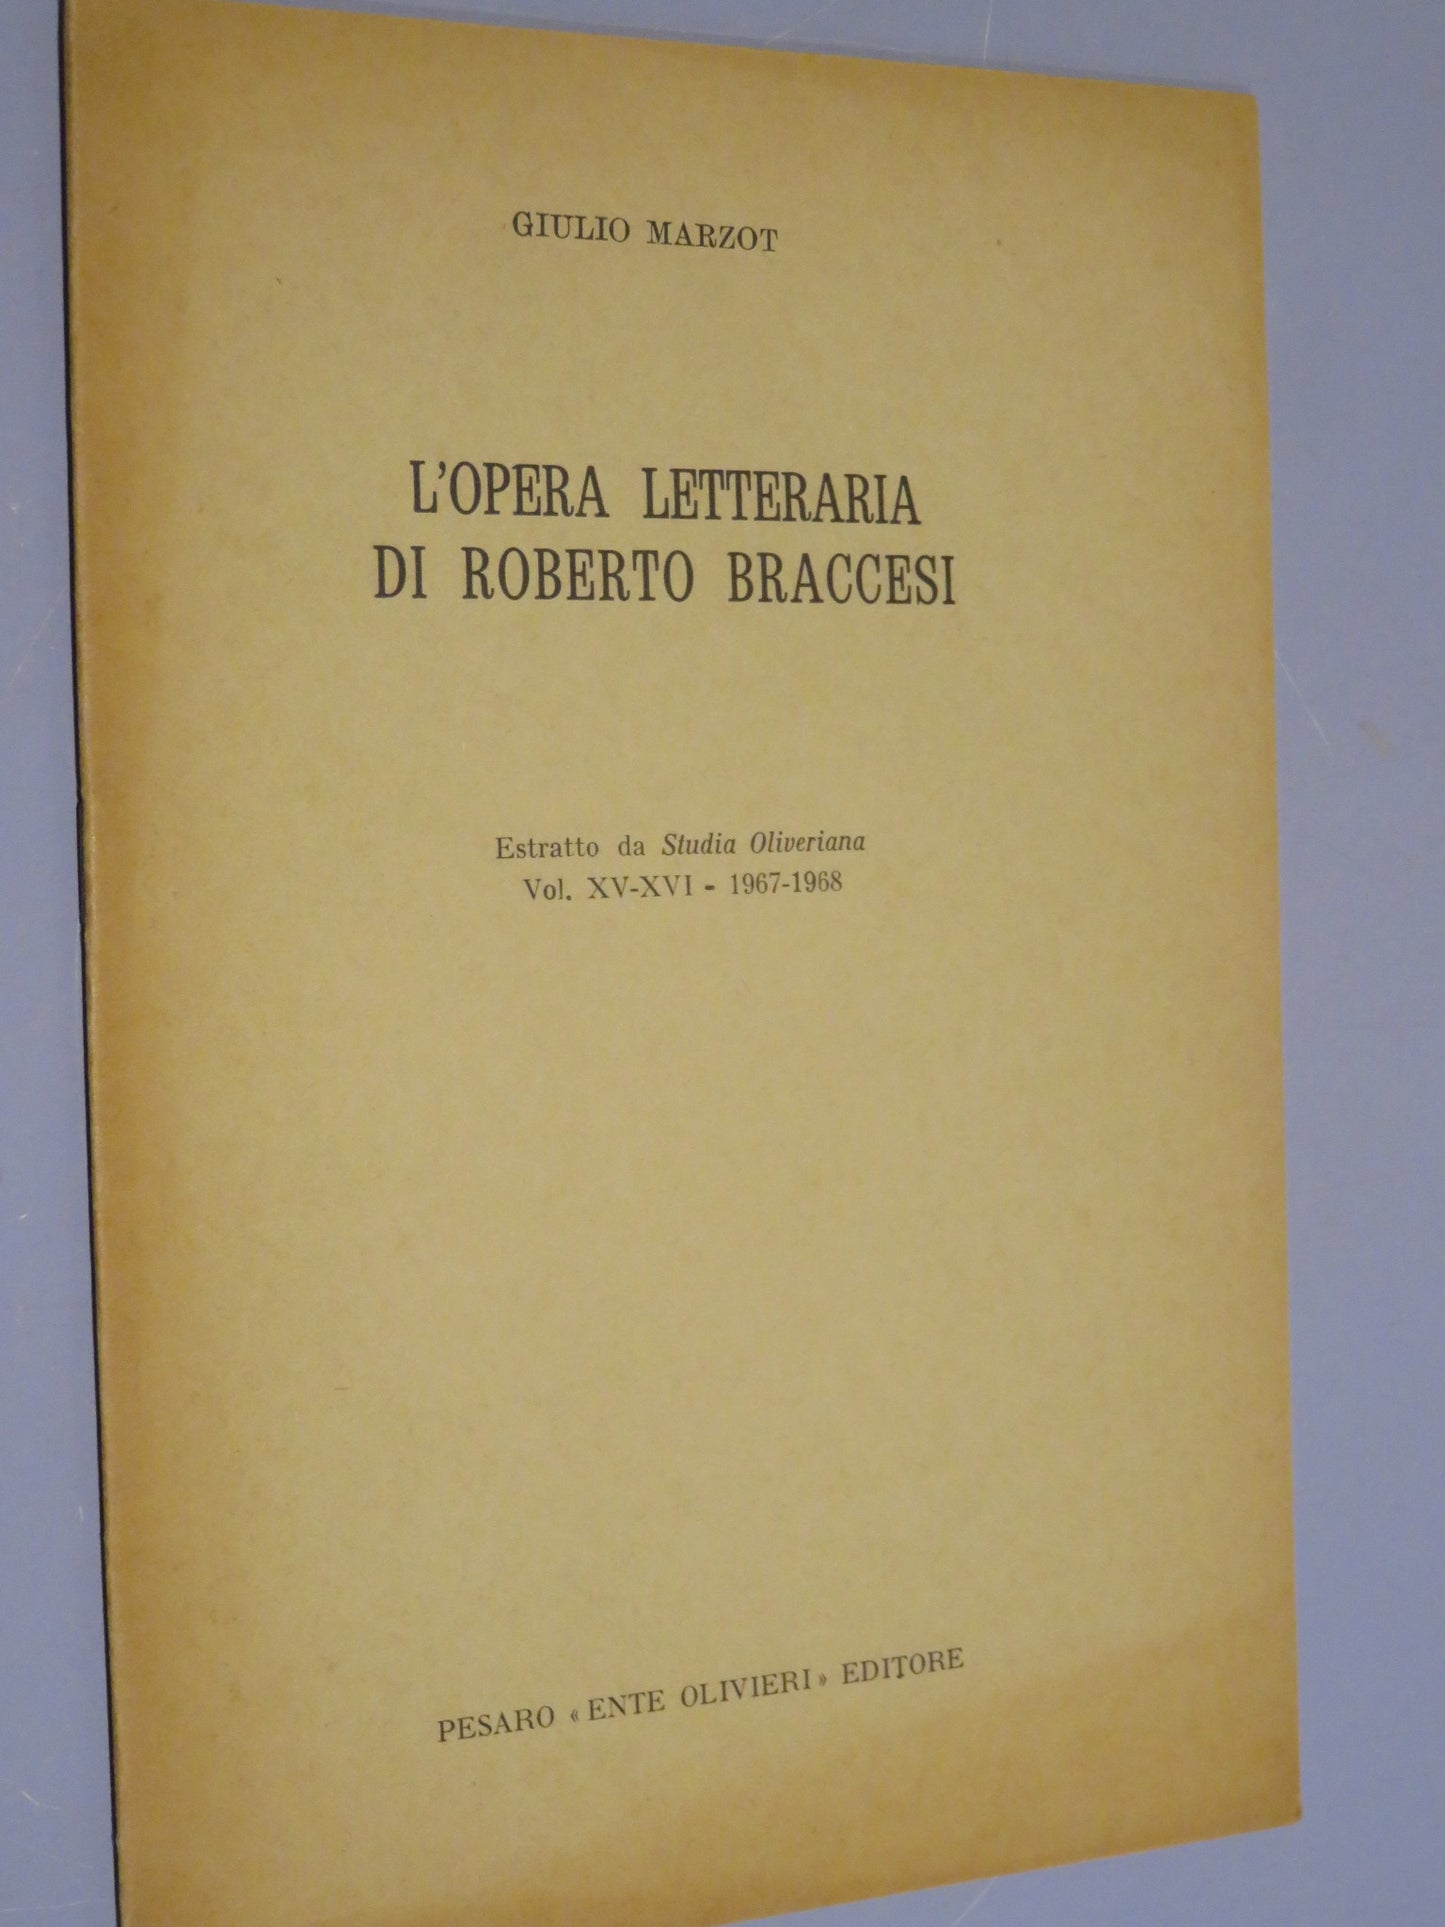 GIULIO MARZOT
L'OPERA LETTERARIA
DI ROBERTO BRACCESI
Estratto da Studia Oliveriana
Vol. XV-XVI - 1967-1968
PESARO «ENTE OLIVIERI» EDITORE